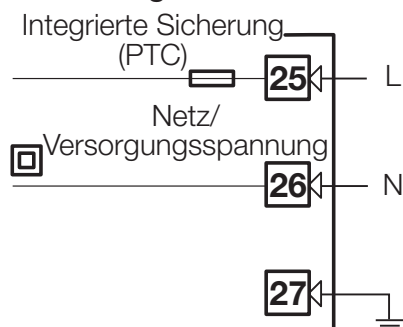 Integrierte Sicherung
(PTC)
25 L
Netz/
Versorgungsspannung
26 N
27